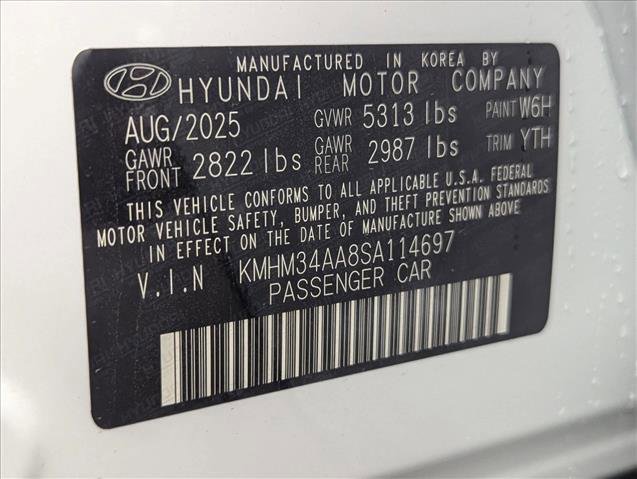 MANUFACTURED IN KOREA BY
HYUNDAI MOTOR COMPANY
AUG/2025 GVWR 5313 lbs PAINT W6H
GAWR FRONT 2822 lbs GAWR REAR 2987 lbs TRIM YTH
THIS VEHICLE CONFORMS TO ALL APPLICABLE U.S.A. FEDERAL
MOTOR VEHICLE SAFETY, BUMPER, AND THEFT PREVENTION STANDARDS
IN EFFECT ON THE DATE OF MANUFACTURE SHOWN ABOVE
V.I.N KMHM34AA8SA114697
PASSENGER CAR